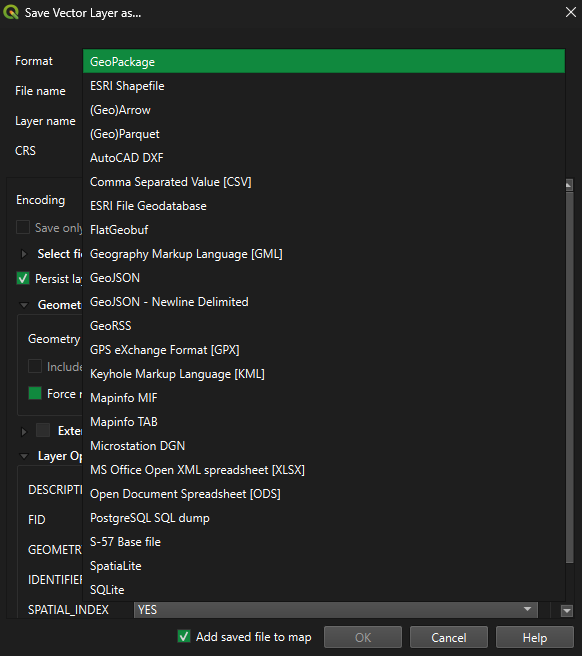 Save Vector Layer as...
Format
GeoPackage
ESRI Shapefile
File name
(Geo)Arrow
Layer name
(Geo)Parquet
CRS
AutoCAD DXF
Comma Separated Value [CSV]
Encoding
ESRI File Geodatabase
Save only
FlatGeobuf
Select fie
Geography Markup Language [GML]
Persist lay
GeoJSON
Geomet
GeoJSON - Newline Delimited
GeoRSS
Geometry
GPS eXchange Format [GPX]
Include
Keyhole Markup Language [KML]
Force
Mapinfo MIF
Mapinfo TAB
Exter
Microstation DGN
Layer Op
MS Office Open XML spreadsheet [XLSX]
DESCRIPTI
Open Document Spreadsheet [ODS]
FID
PostgreSQL SQL dump
GEOMETR
S-57 Base file
SpatiaLite
IDENTIFIER
SQLite
SPATIAL_INDEX YES
Add saved file to map OK Cancel Help